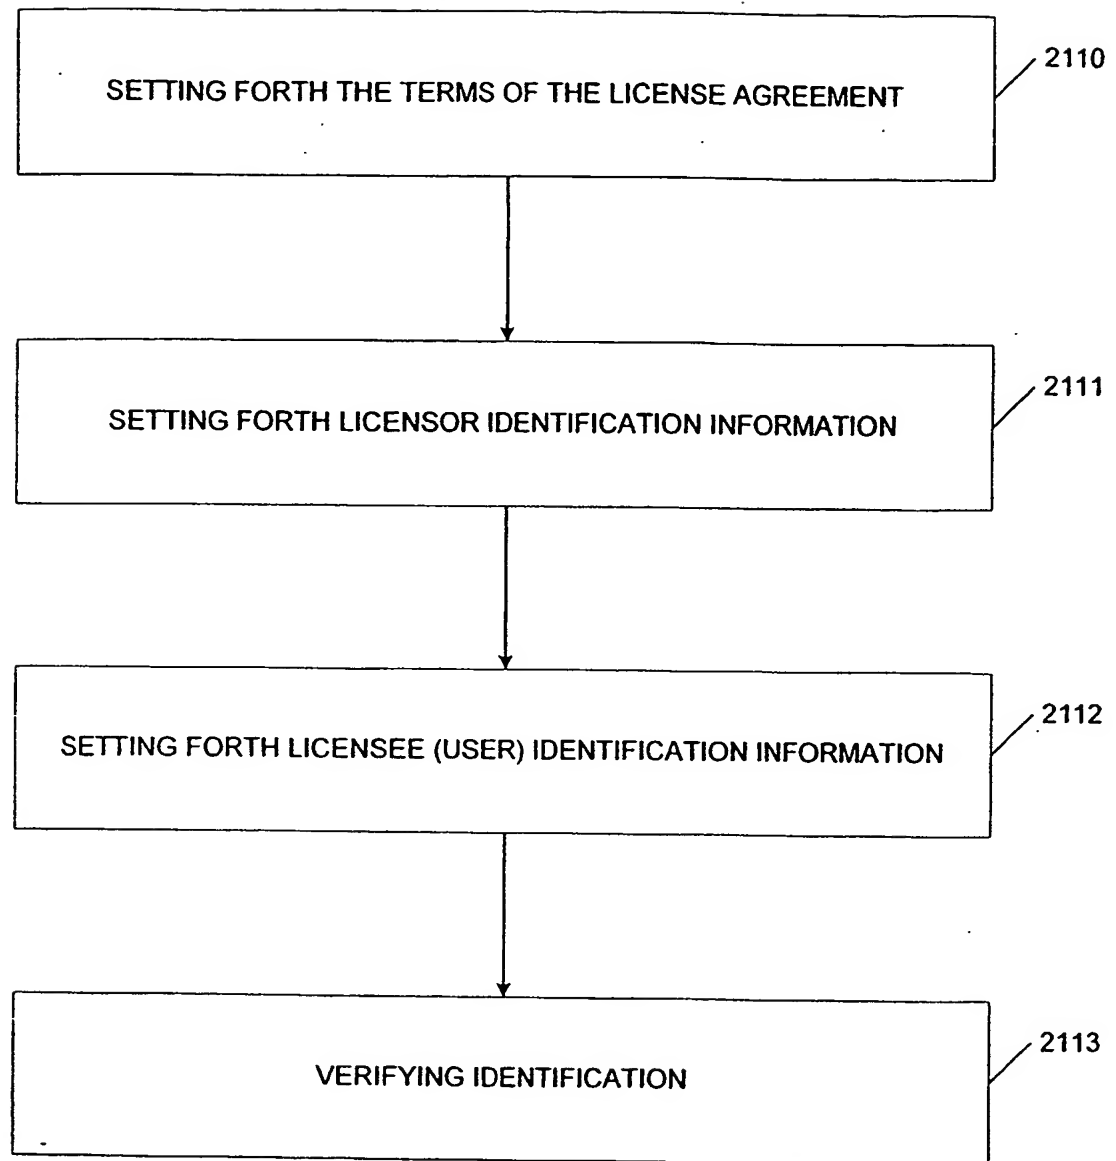 SETTING FORTH THE TERMS OF THE LICENSE AGREEMENT
2110
SETTING FORTH LICENSOR IDENTIFICATION INFORMATION
2111
SETTING FORTH LICENSEE (USER) IDENTIFICATION INFORMATION
2112
VERIFYING IDENTIFICATION
2113